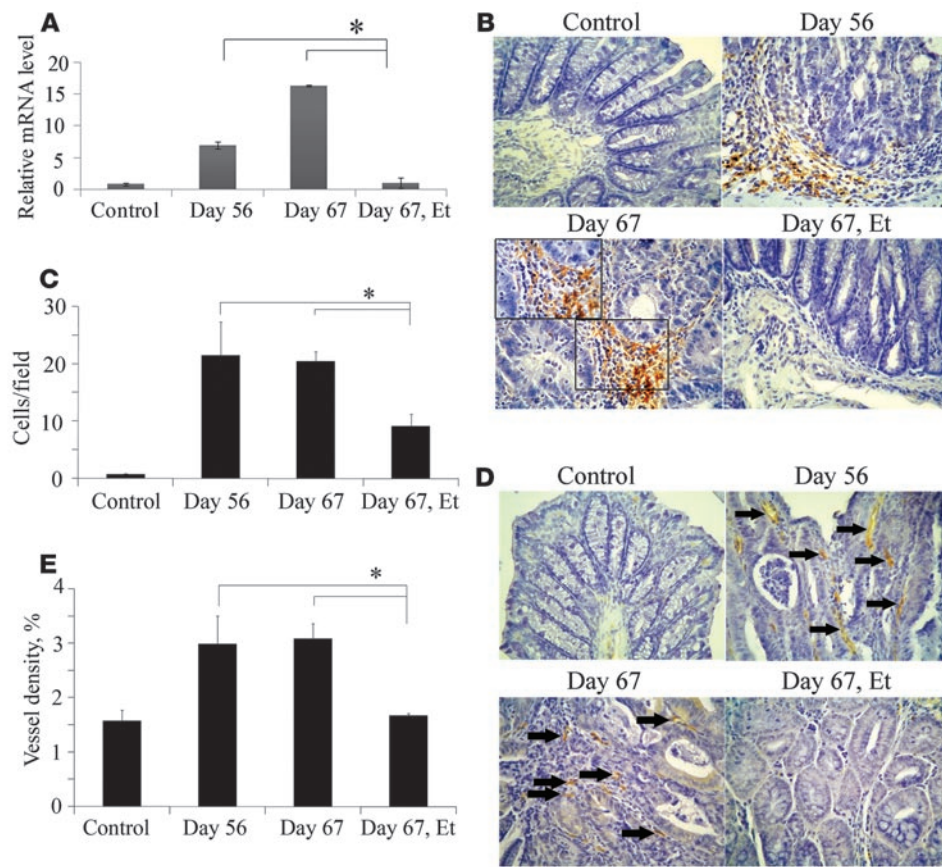 A
*
Relative mRNA level
20
15
10
5
0
Control Day 56 Day 67 Day 67, Et
B
Control Day 56
Day 67 Day 67, Et
C
*
Cells/field
30
20
10
0
Control Day 56 Day 67 Day 67, Et
D
Control Day 56
Day 67 Day 67, Et
E
*
Vessel density, %
4
3
2
1
0
Control Day 56 Day 67 Day 67, Et